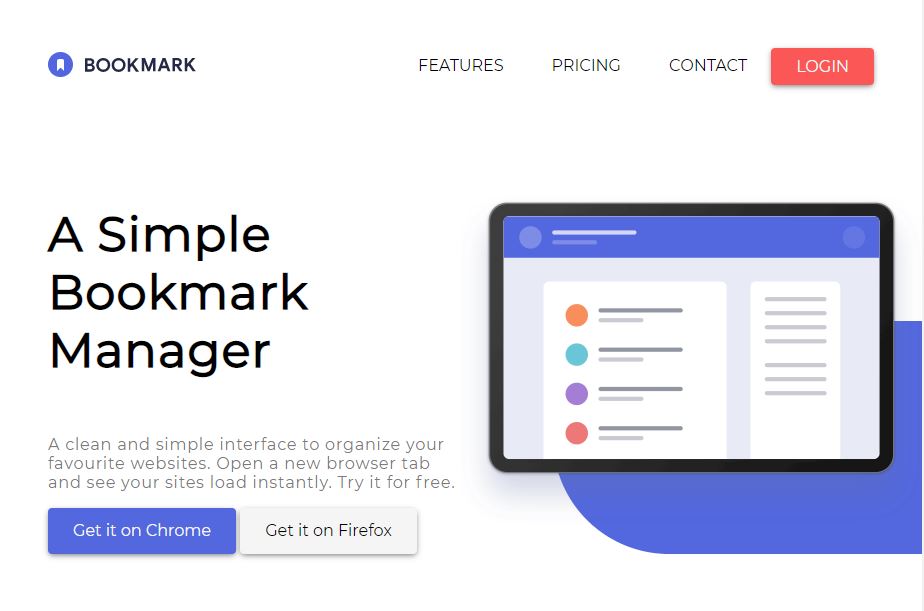 BOOKMARK
FEATURES
PRICING
CONTACT
LOGIN
A Simple
Bookmark
Manager
A clean and simple interface to organize your
favourite websites. Open a new browser tab
and see your sites load instantly. Try it for free.
Get it on Chrome
Get it on Firefox